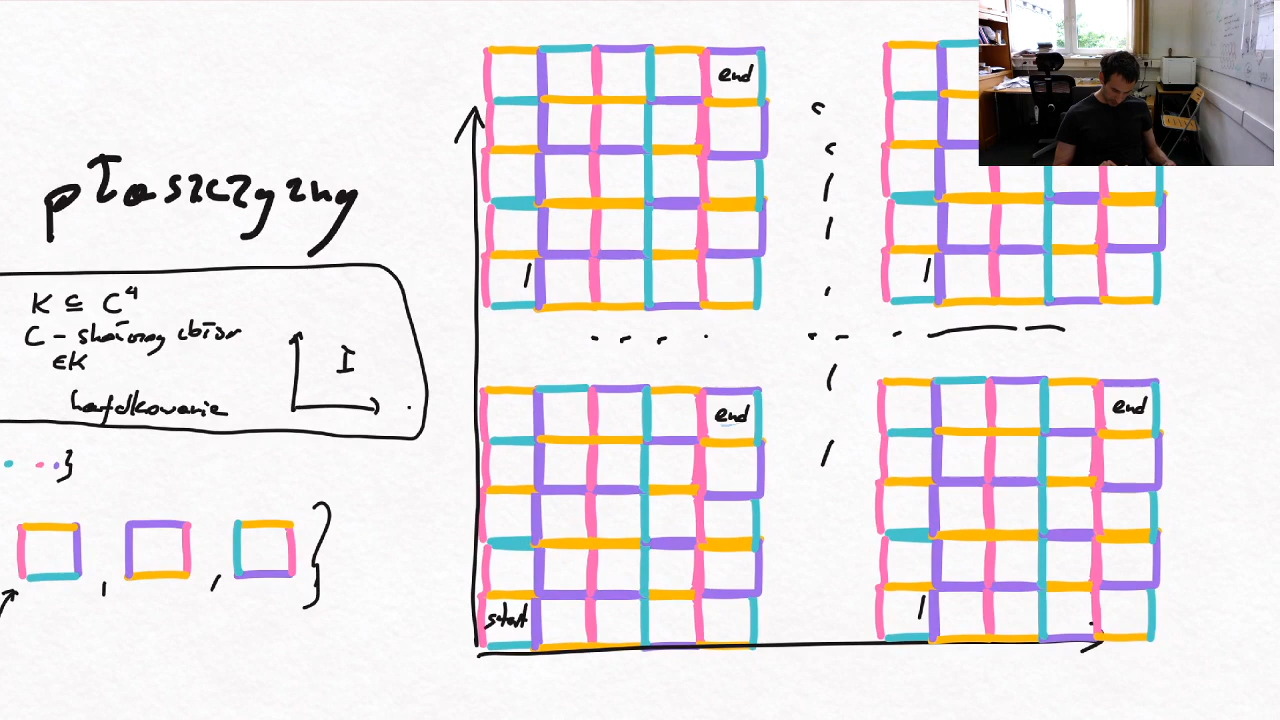 płaszczyzny
K ⊆ C⁴
C - skończony zbiór
∈K
I
kafelkowanie
}
, , }
end
end
end
start